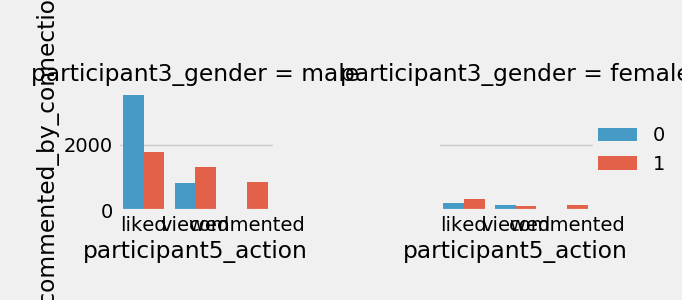 participant3_gender = male
participant3_gender = female
commented_by_connectio
2000
0
liked
viewed
commented
participant5_action
liked
viewed
commented
participant5_action
0
1